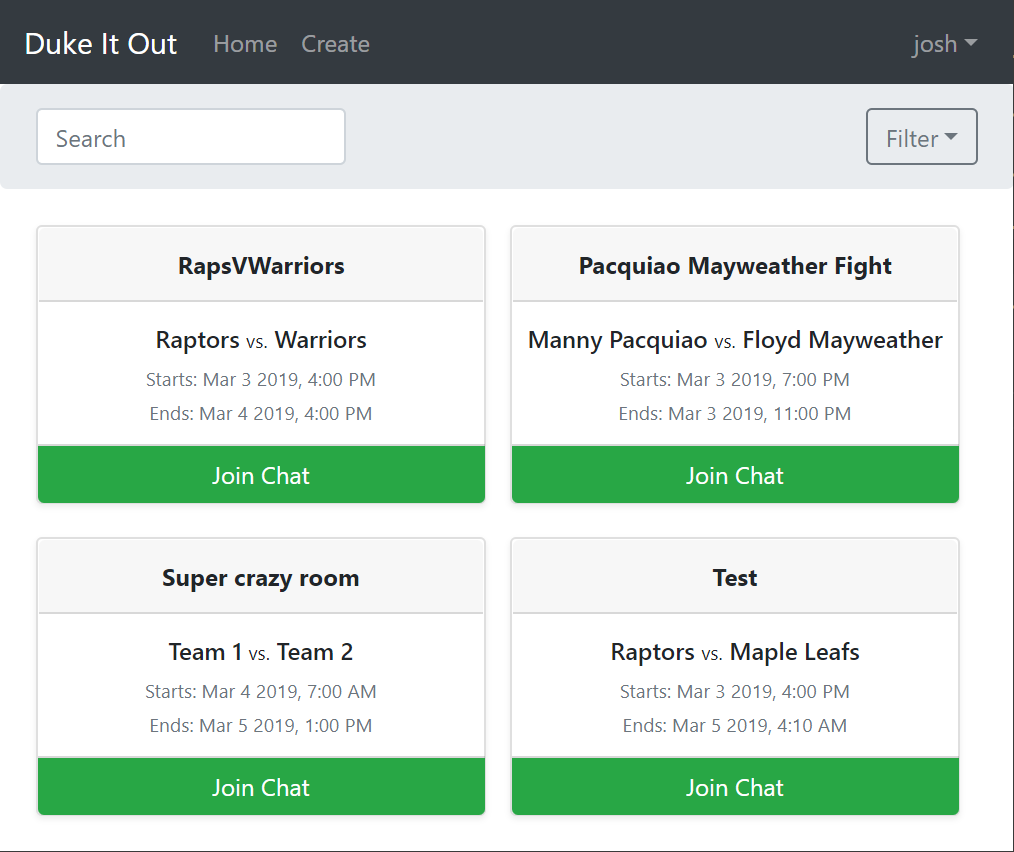 Duke It Out Home Create josh
Search Filter
RapsVWarriors
Raptors vs. Warriors
Starts: Mar 3 2019, 4:00 PM
Ends: Mar 4 2019, 4:00 PM
Join Chat
Pacquiao Mayweather Fight
Manny Pacquiao vs. Floyd Mayweather
Starts: Mar 3 2019, 7:00 PM
Ends: Mar 3 2019, 11:00 PM
Join Chat
Super crazy room
Team 1 vs. Team 2
Starts: Mar 4 2019, 7:00 AM
Ends: Mar 5 2019, 1:00 PM
Join Chat
Test
Raptors vs. Maple Leafs
Starts: Mar 3 2019, 4:00 PM
Ends: Mar 5 2019, 4:10 AM
Join Chat